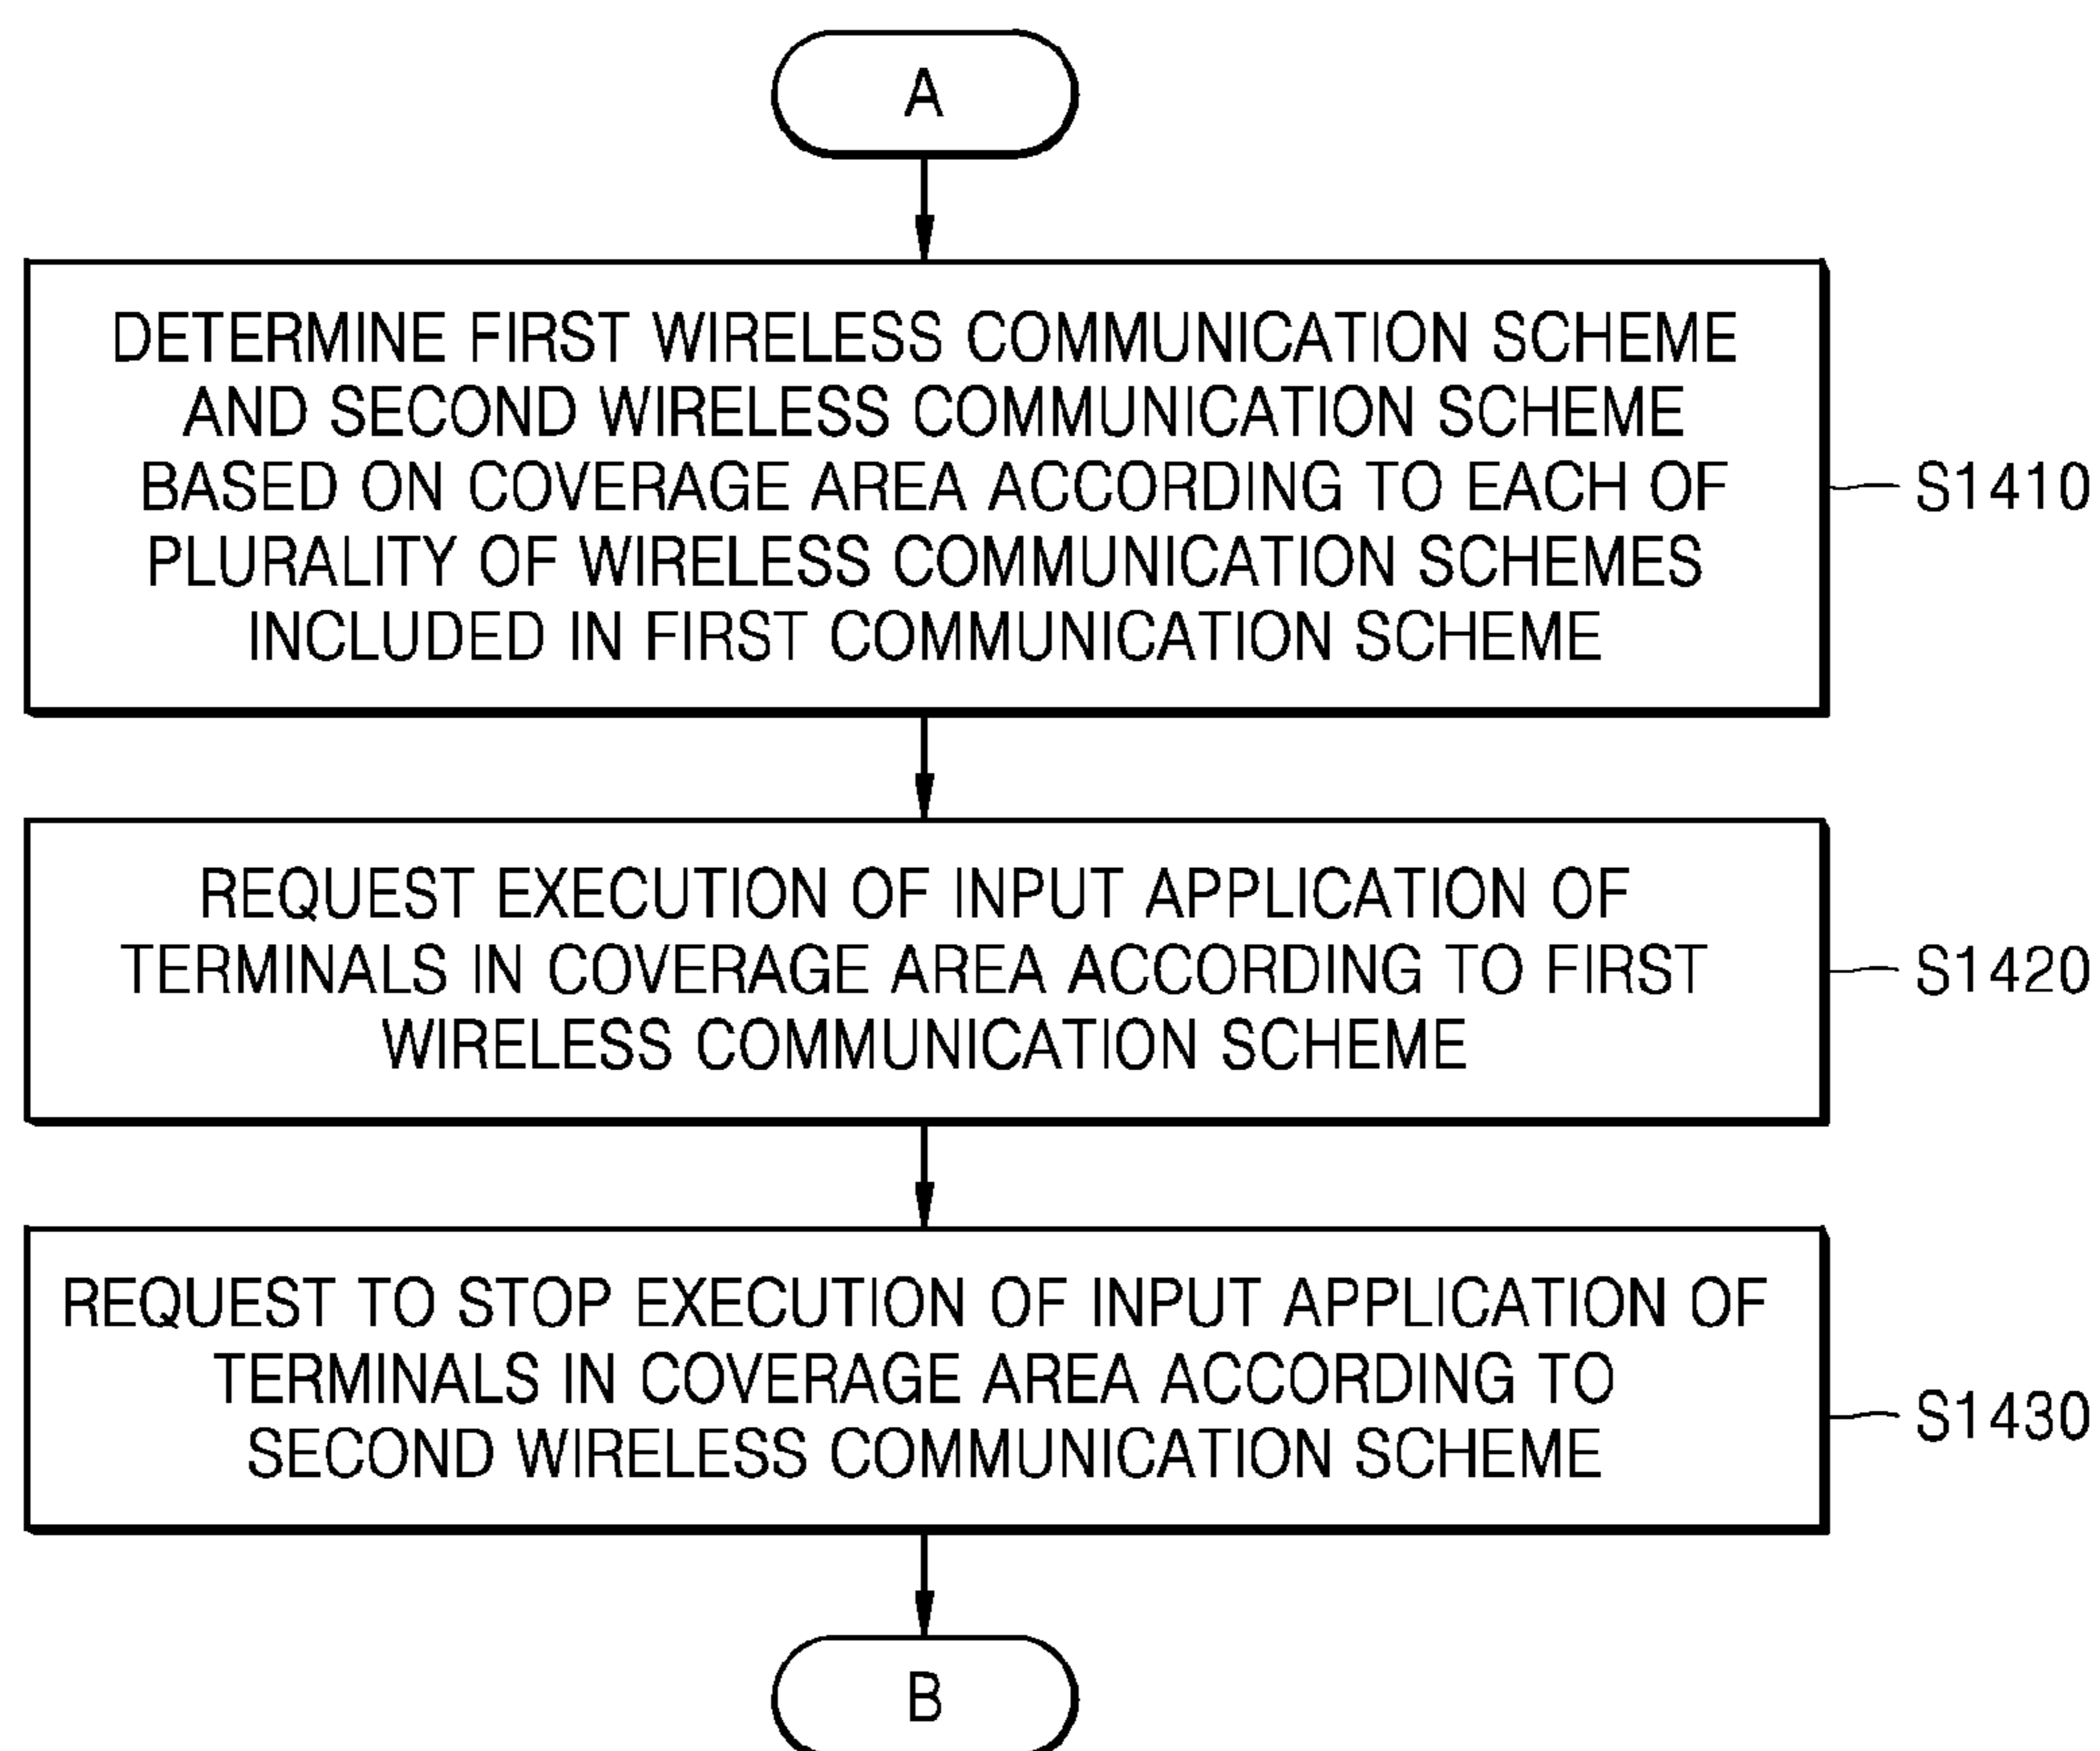 A
DETERMINE FIRST WIRELESS COMMUNICATION SCHEME
AND SECOND WIRELESS COMMUNICATION SCHEME
BASED ON COVERAGE AREA ACCORDING TO EACH OF
PLURALITY OF WIRELESS COMMUNICATION SCHEMES
INCLUDED IN FIRST COMMUNICATION SCHEME
S1410
REQUEST EXECUTION OF INPUT APPLICATION OF
TERMINALS IN COVERAGE AREA ACCORDING TO FIRST
WIRELESS COMMUNICATION SCHEME
S1420
REQUEST TO STOP EXECUTION OF INPUT APPLICATION OF
TERMINALS IN COVERAGE AREA ACCORDING TO
SECOND WIRELESS COMMUNICATION SCHEME
S1430
B